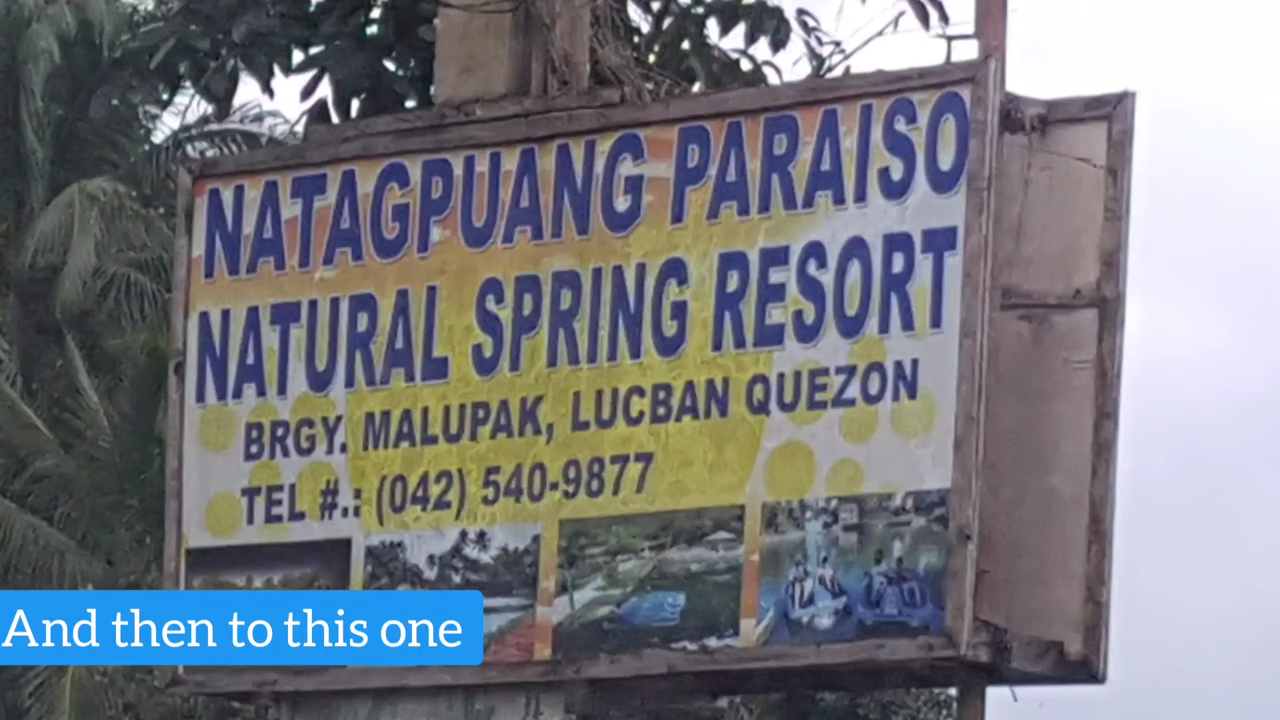 NATAGPUANG PARAISO
NATURAL SPRING RESORT
BRGY. MALUPAK, LUCBAN QUEZON
TEL #.: (042) 540-9877
And then to this one